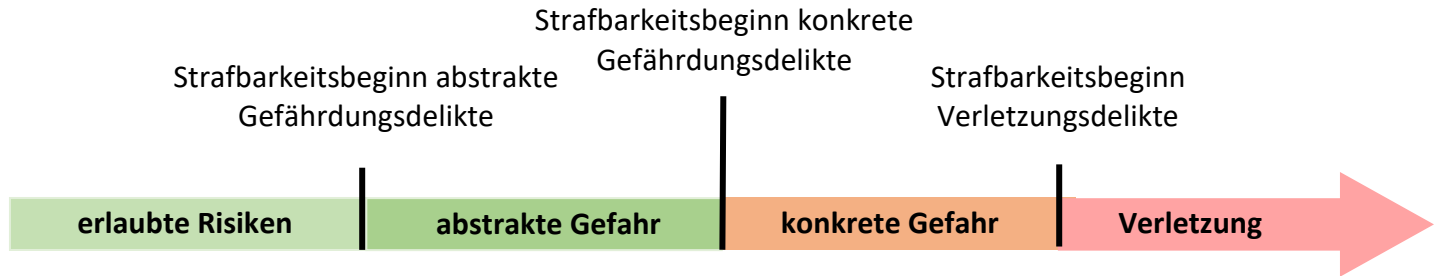 Strafbarkeitsbeginn abstrakte
Gefährdungsdelikte
Strafbarkeitsbeginn konkrete
Gefährdungsdelikte
Strafbarkeitsbeginn
Verletzungsdelikte
erlaubte Risiken
abstrakte Gefahr
konkrete Gefahr
Verletzung